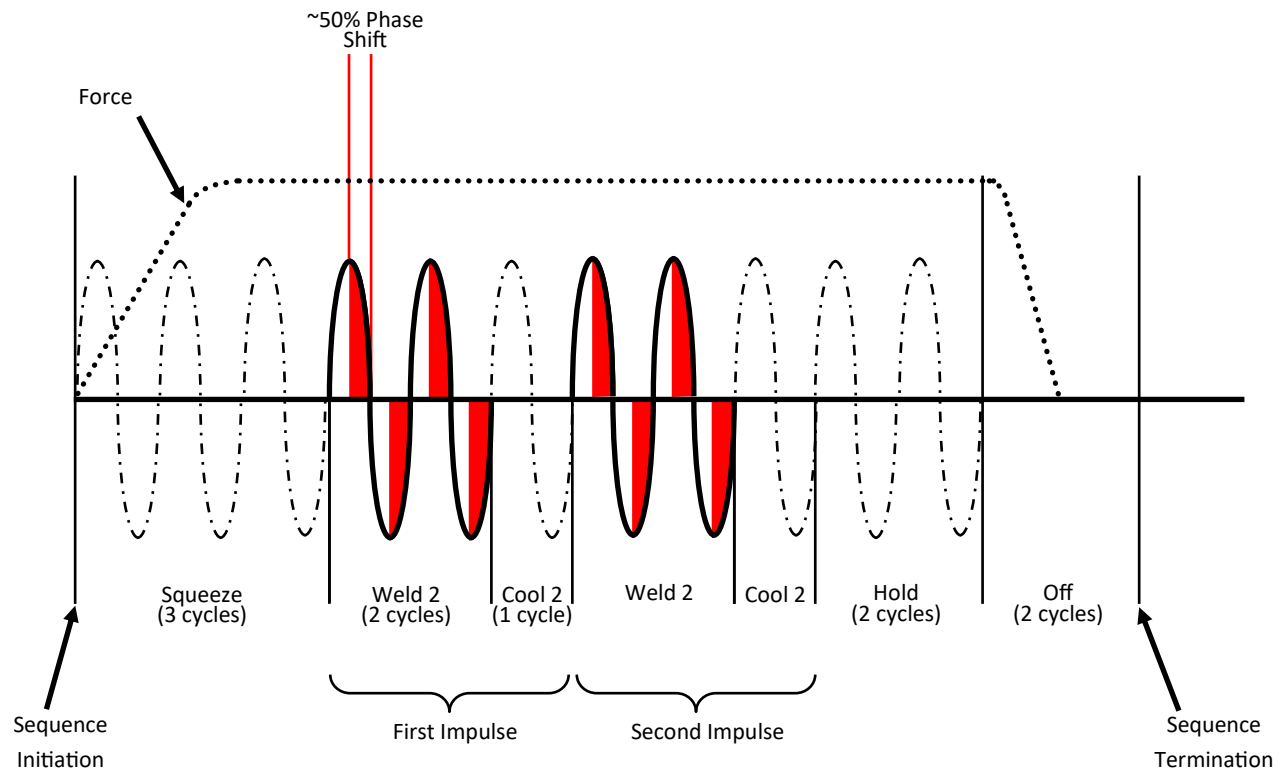 ~50% Phase
Shift
Force
Squeeze
(3 cycles)
Weld 2
(2 cycles)
Cool 2
(1 cycle)
Weld 2
Cool 2
Hold
(2 cycles)
Off
(2 cycles)
Sequence
Initiation
First Impulse
Second Impulse
Sequence
Termination